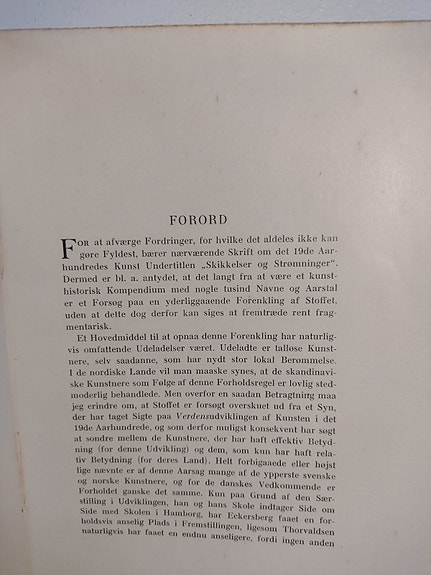 FORORD
For at afværge Fordringer, for hvilke det aldeles ikke kan
gøre Fyldest, bærer nærværende Skrift om det 19de Aar-
hundredes Kunst Undertitlen „Skikkelser og Strømninger“.
Dermed er bl. a. antydet, at det langt fra at være et kunst-
historisk Kompendium med nogle tusind Navne og Aarstal
er et Forsøg paa en yderliggaaende Forenkling af Stoffet,
uden at dette dog derfor kan siges at fremtræde rent frag-
mentarisk.
Et Hovedmiddel til at opnaa denne Forenkling har naturlig-
vis omfattende Udeladelser været. Udeladte er talløse Kunst-
nere, selv saadanne, som har nydt stor lokal Berømmelse.
I de nordiske Lande vil man maaske synes, at de skandinavi-
ske Kunstnere som Følge af denne Forholdsregel er lovlig sted-
moderlig behandlede. Men overfor en saadan Betragtning maa
jeg erindre om, at Stoffet er forsøgt overskuet ud fra et Syn,
der har taget Sigte paa Verdensudviklingen af Kunsten i det
19de Aarhundrede, og som derfor muligst konsekvent har søgt
at sondre mellem de Kunstnere, der har haft effektiv Betyd-
ning (for denne Udvikling) og dem, som kun har haft rela-
tiv Betydning (for deres Land). Helt forbigaaede eller højst
lige nævnte er af denne Aarsag mange af de ypperste svenske
og norske Kunstnere, og for de danskes Vedkommende er
Forholdet ganske det samme. Kun paa Grund af den Sær-
stilling i Udviklingen, han og hans Skole indtager Side om
Side med Skolen i Hamborg, har Eckersberg faaet en for-
holdsvis anselig Plads i Fremstillingen, ligesom Thorvaldsen
naturligvis har faaet en endnu anseligere, fordi ingen anden